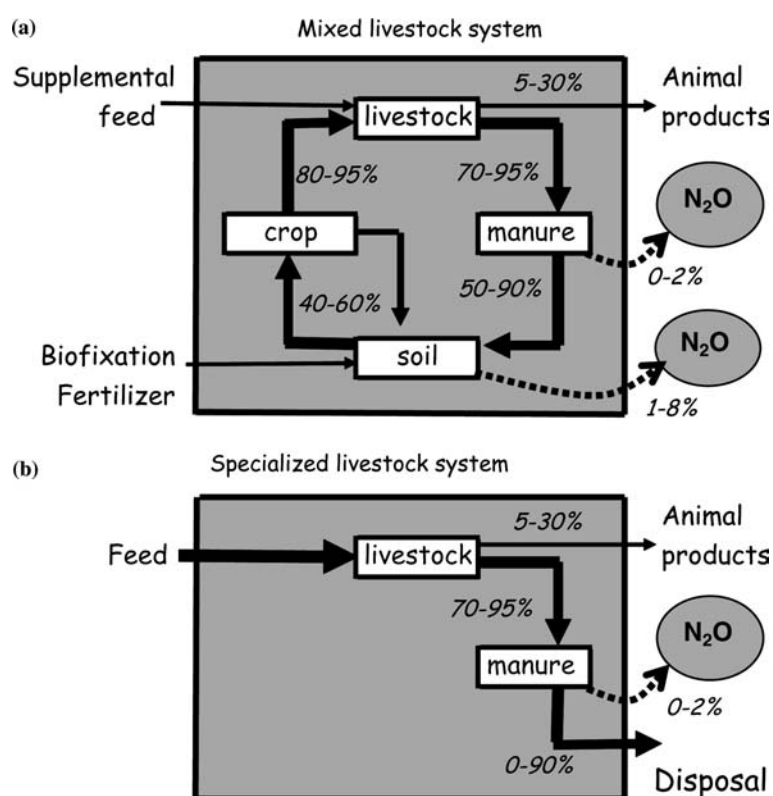 (a)
Mixed livestock system
Supplemental
feed
5-30%
Animal
products
livestock
80-95%
70-95%
N₂O
crop
manure
0-2%
40-60%
50-90%
N₂O
Biofixation
Fertilizer
soil
1-8%
(b)
Specialized livestock system
5-30%
Animal
products
Feed
livestock
70-95%
N₂O
manure
0-2%
0-90%
Disposal